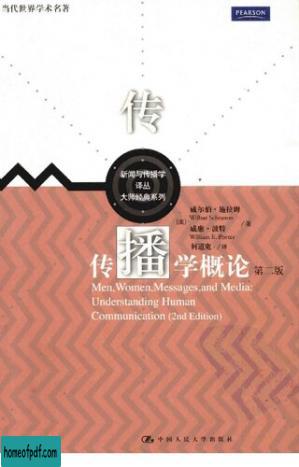 当代世界学术名著
PEARSON
传
新闻与传播学
译丛
大师经典系列
[美]
威尔伯·施拉姆
Wilbur Schramm
威廉·波特
William E. Porter
/著
何道宽 /译
传播学概论 第二版
Men, Women, Messages, and Media:
Understanding Human
Communication (2nd Edition)
homeofpdf.com
中国人民大学出版社
homeofpdf.com